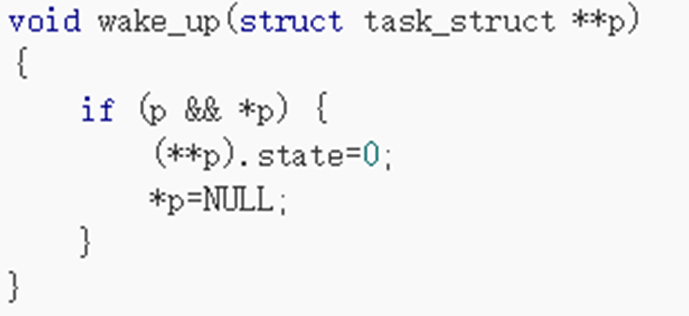 void wake_up(struct task_struct **p)
{
    if (p && *p) {
        (**p).state=0;
        *p=NULL;
    }
}